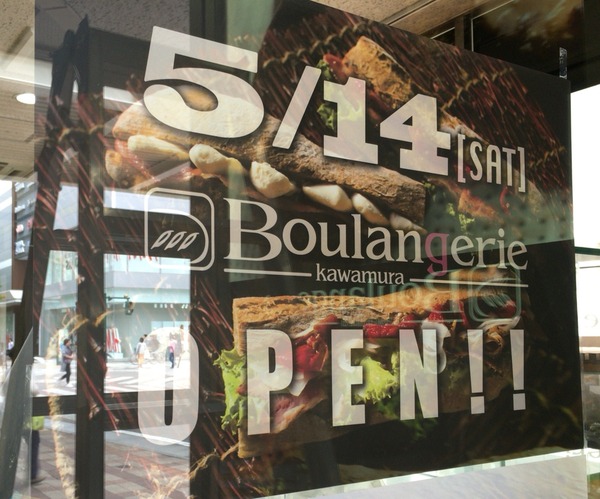 5/14 [SAT]
Boulangerie
kawamura
OPEN!!